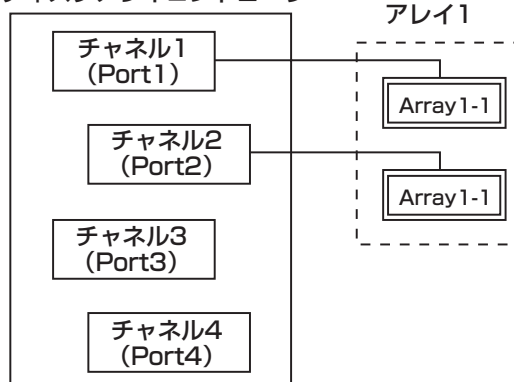 アレイ1
チャネル1
（Port1）
Array1-1
チャネル2
（Port2）
Array1-1
チャネル3
（Port3）
チャネル4
（Port4）